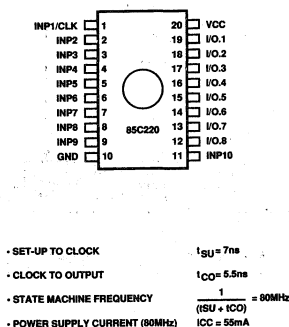 INP1/CLK 1 20 VCC
INP2 2 19 I/O.1
INP3 3 18 I/O.2
INP4 4 17 I/O.3
INP5 5 16 I/O.4
INP6 6 15 I/O.5
INP7 7 14 I/O.6
INP8 8 85C220 13 I/O.7
INP9 9 12 I/O.8
GND 10 11 INP10
• SET-UP TO CLOCK tSU= 7ns
• CLOCK TO OUTPUT tCO= 5.5ns
• STATE MACHINE FREQUENCY 1 / (tSU + tCO) = 80MHz
• POWER SUPPLY CURRENT (80MHz) ICC = 55mA